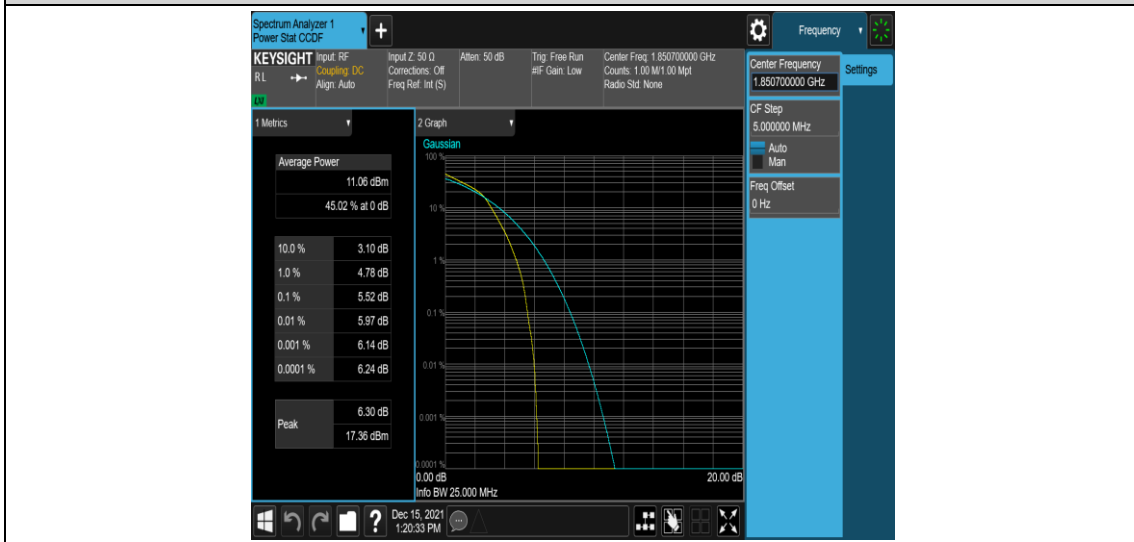 Spectrum Analyzer 1
Power Stat CCDF
Frequency
KEYSIGHT
RL
LXI
Input: RF
Coupling: DC
Align: Auto
Input Z: 50 Ω
Corrections: Off
Freq Ref: Int (S)
Atten: 50 dB
Trig: Free Run
#IF Gain: Low
Center Freq: 1.850700000 GHz
Counts: 1.00 M/1.00 Mpt
Radio Std: None
Center Frequency
1.850700000 GHz
Settings
CF Step
5.000000 MHz
Auto
Man
Freq Offset
0 Hz
1 Metrics
Average Power
11.06 dBm
45.02 % at 0 dB
10.0 % 3.10 dB
1.0 % 4.78 dB
0.1 % 5.52 dB
0.01 % 5.97 dB
0.001 % 6.14 dB
0.0001 % 6.24 dB
Peak
6.30 dB
17.36 dBm
2 Graph
Gaussian
100 %
10 %
1 %
0.1 %
0.01 %
0.001 %
0.0001 %
0.00 dB 20.00 dB
Info BW 25.000 MHz
Dec 15, 2021
1:20:33 PM